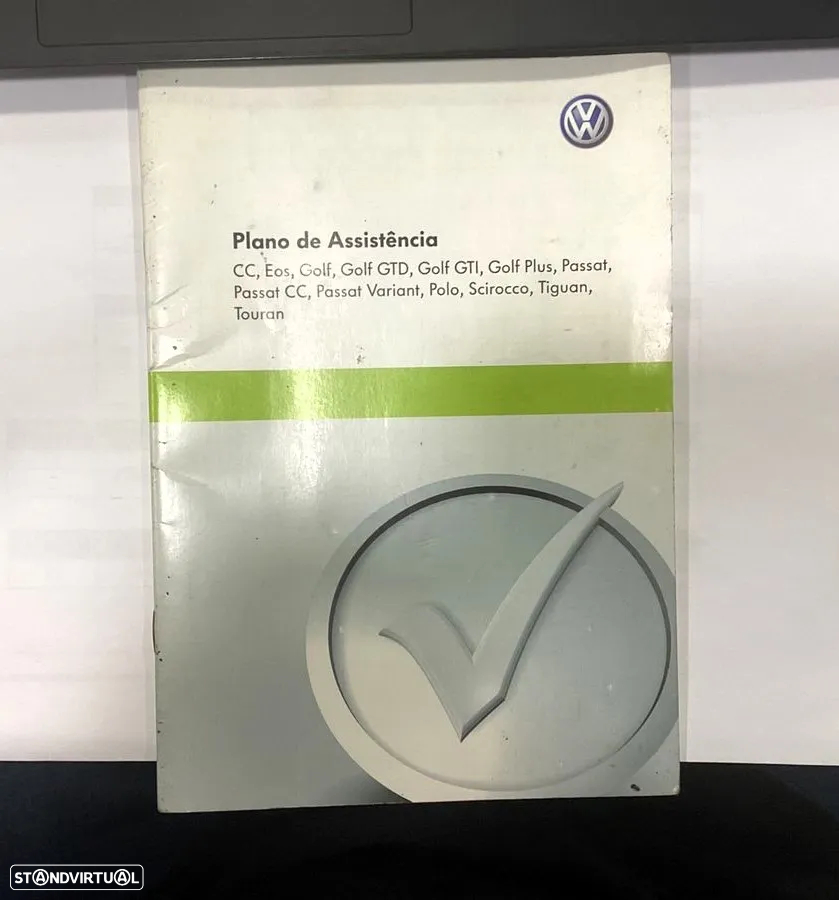 Plano de Assistência
CC, Eos, Golf, Golf GTD, Golf GTI, Golf Plus, Passat,
Passat CC, Passat Variant, Polo, Scirocco, Tiguan,
Touran
STANDVIRTUAL